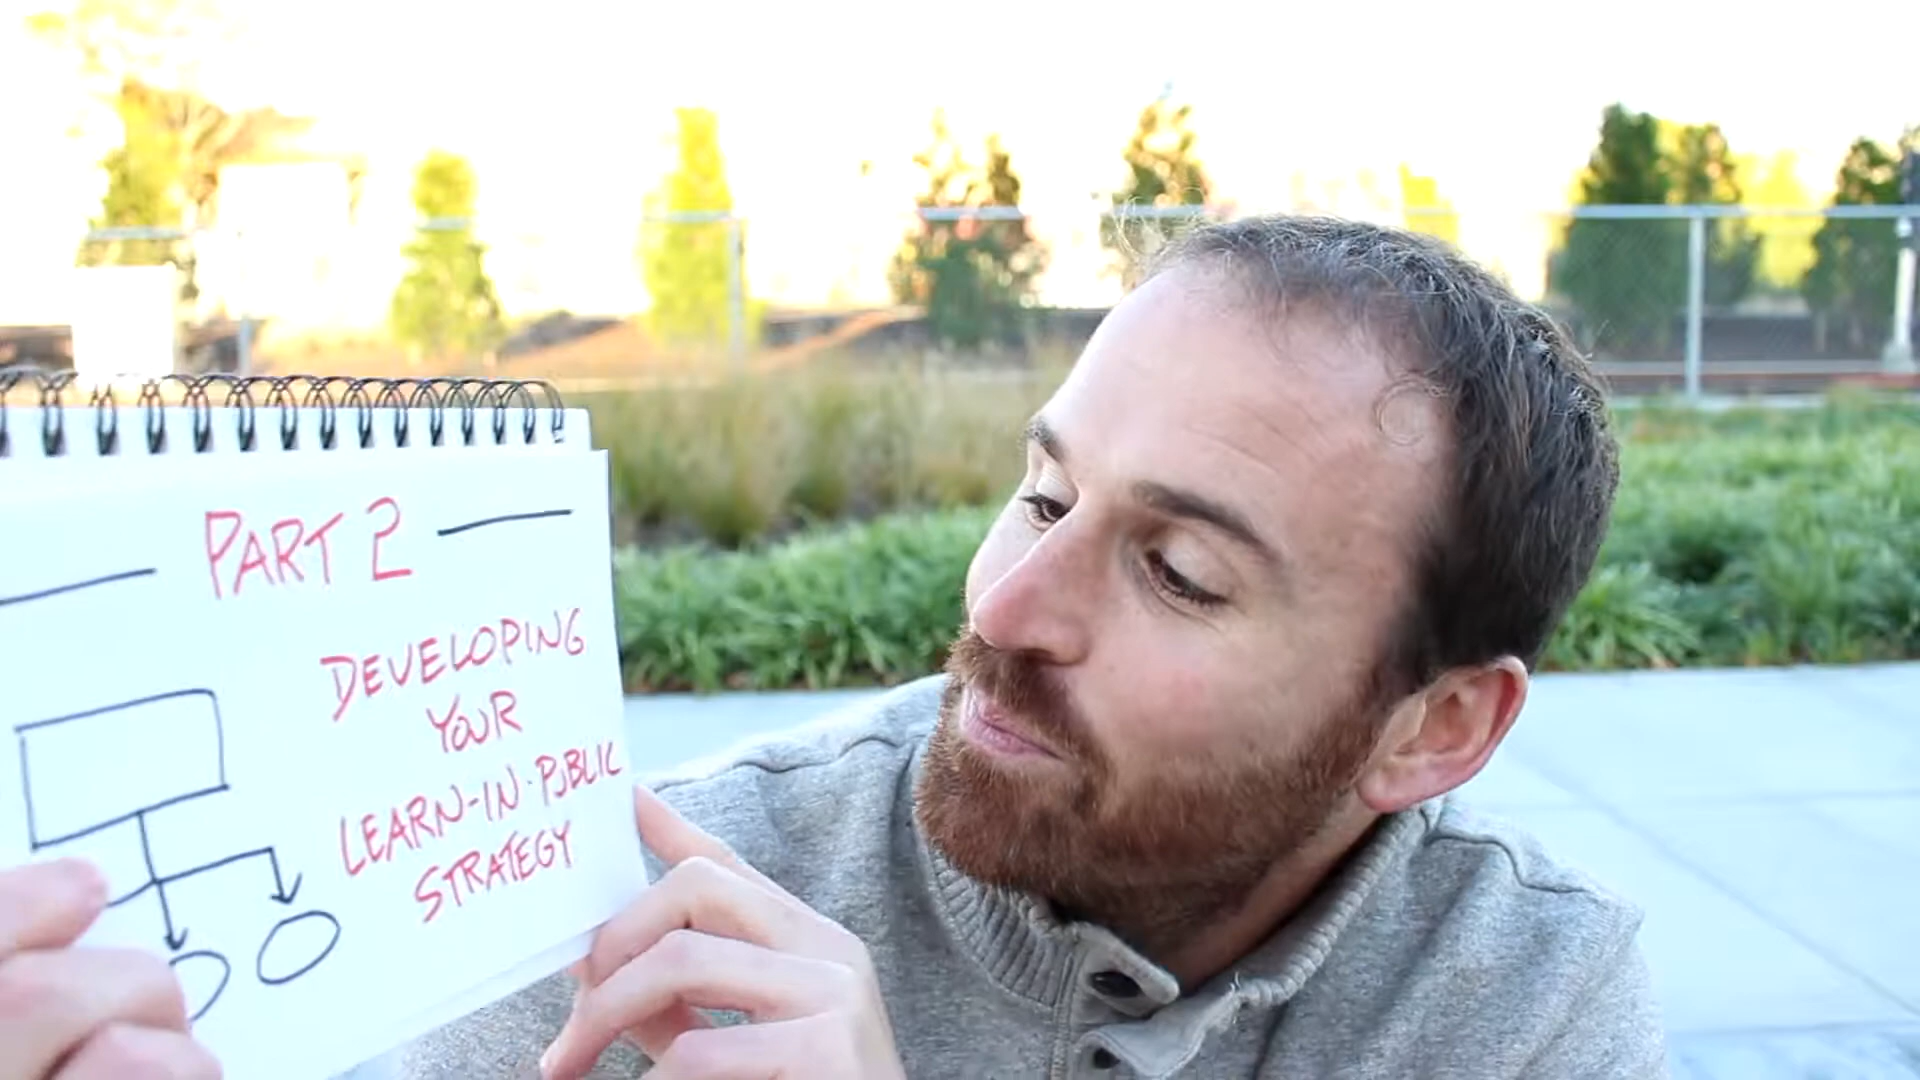 PART 2
DEVELOPING
YOUR
LEARN-IN-PUBLIC
STRATEGY